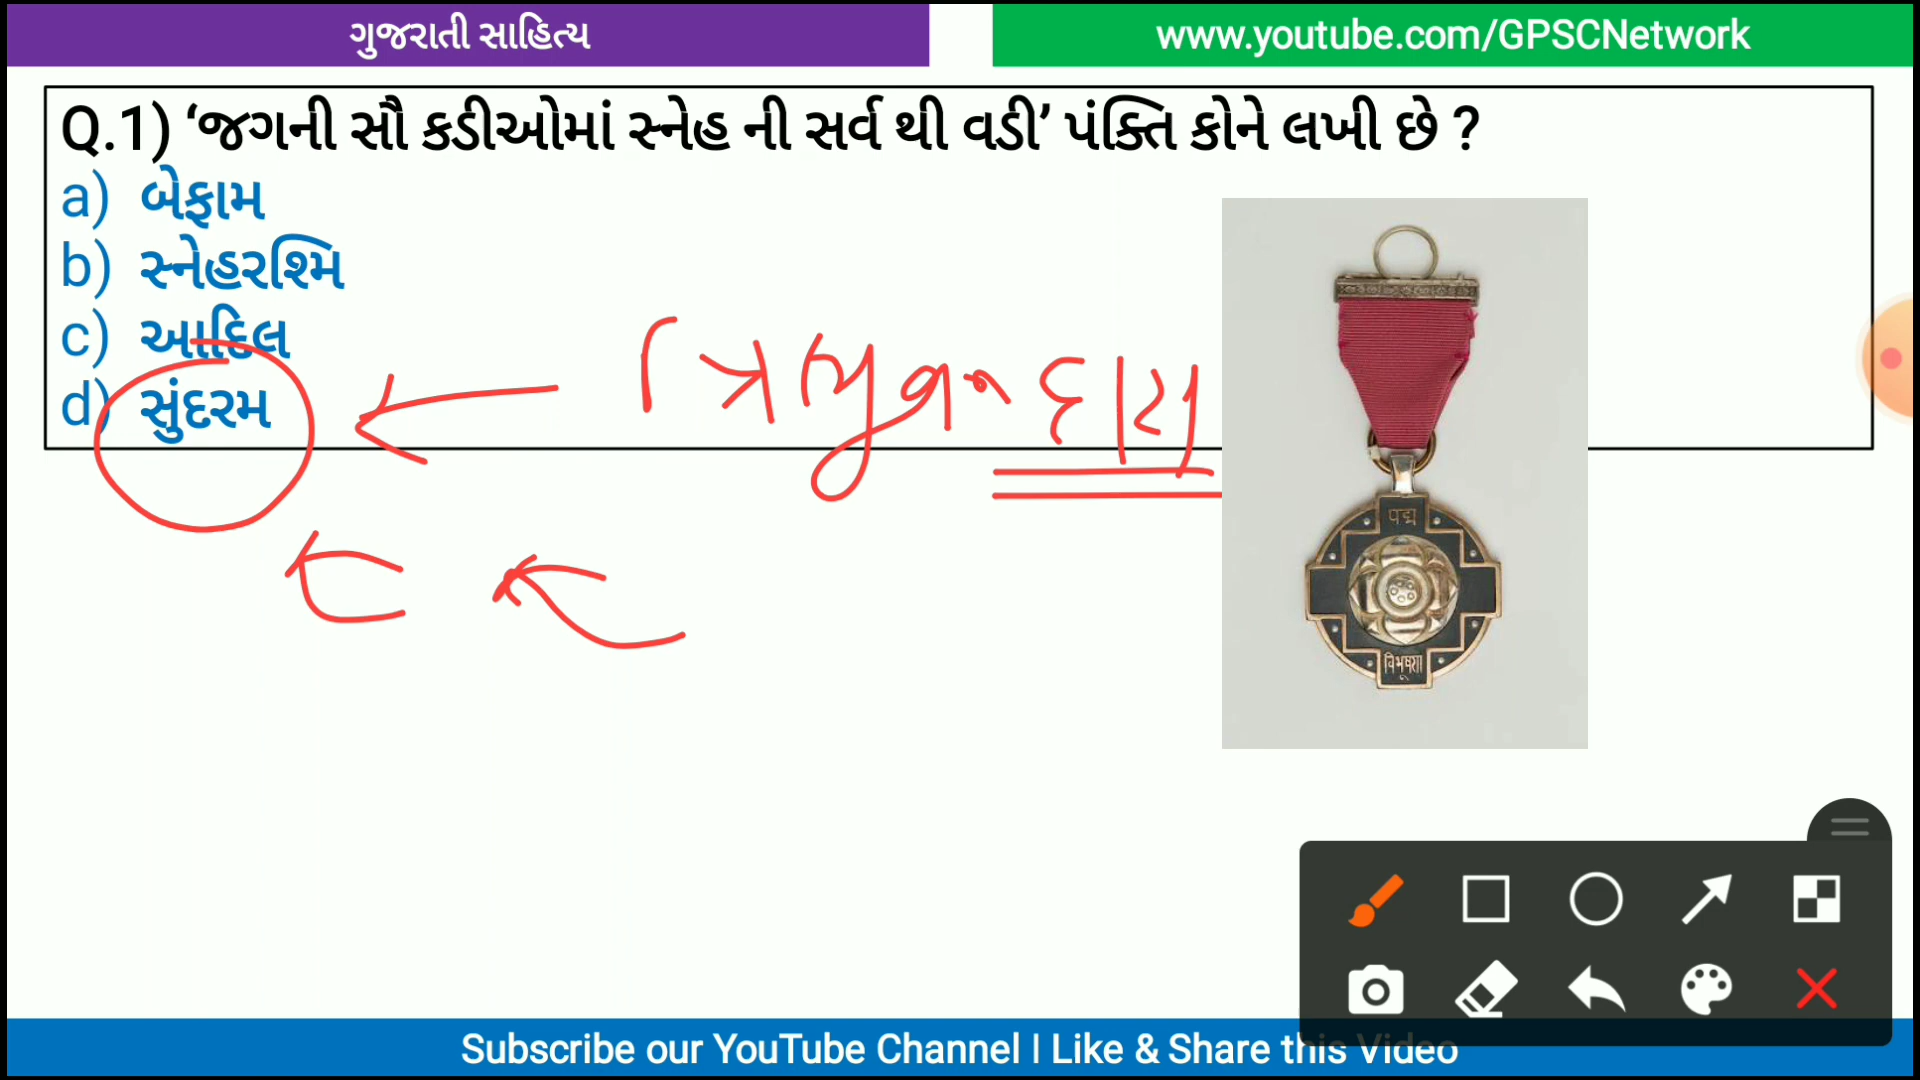 ગુજરાતી સાહિત્ય
www.youtube.com/GPSCNetwork
Q.1) ‘જગની સૌ કડીઓમાં સ્નેહ ની સર્વ થી વડી’ પંક્તિ કોને લખી છે ?
a) બેફામ
b) સ્નેહરશ્મિ
c) આદિલ
d) સુંદરમ
ત્રિભુવનદાસ
पद्म
विभूषण
Subscribe our YouTube Channel I Like & Share this Video